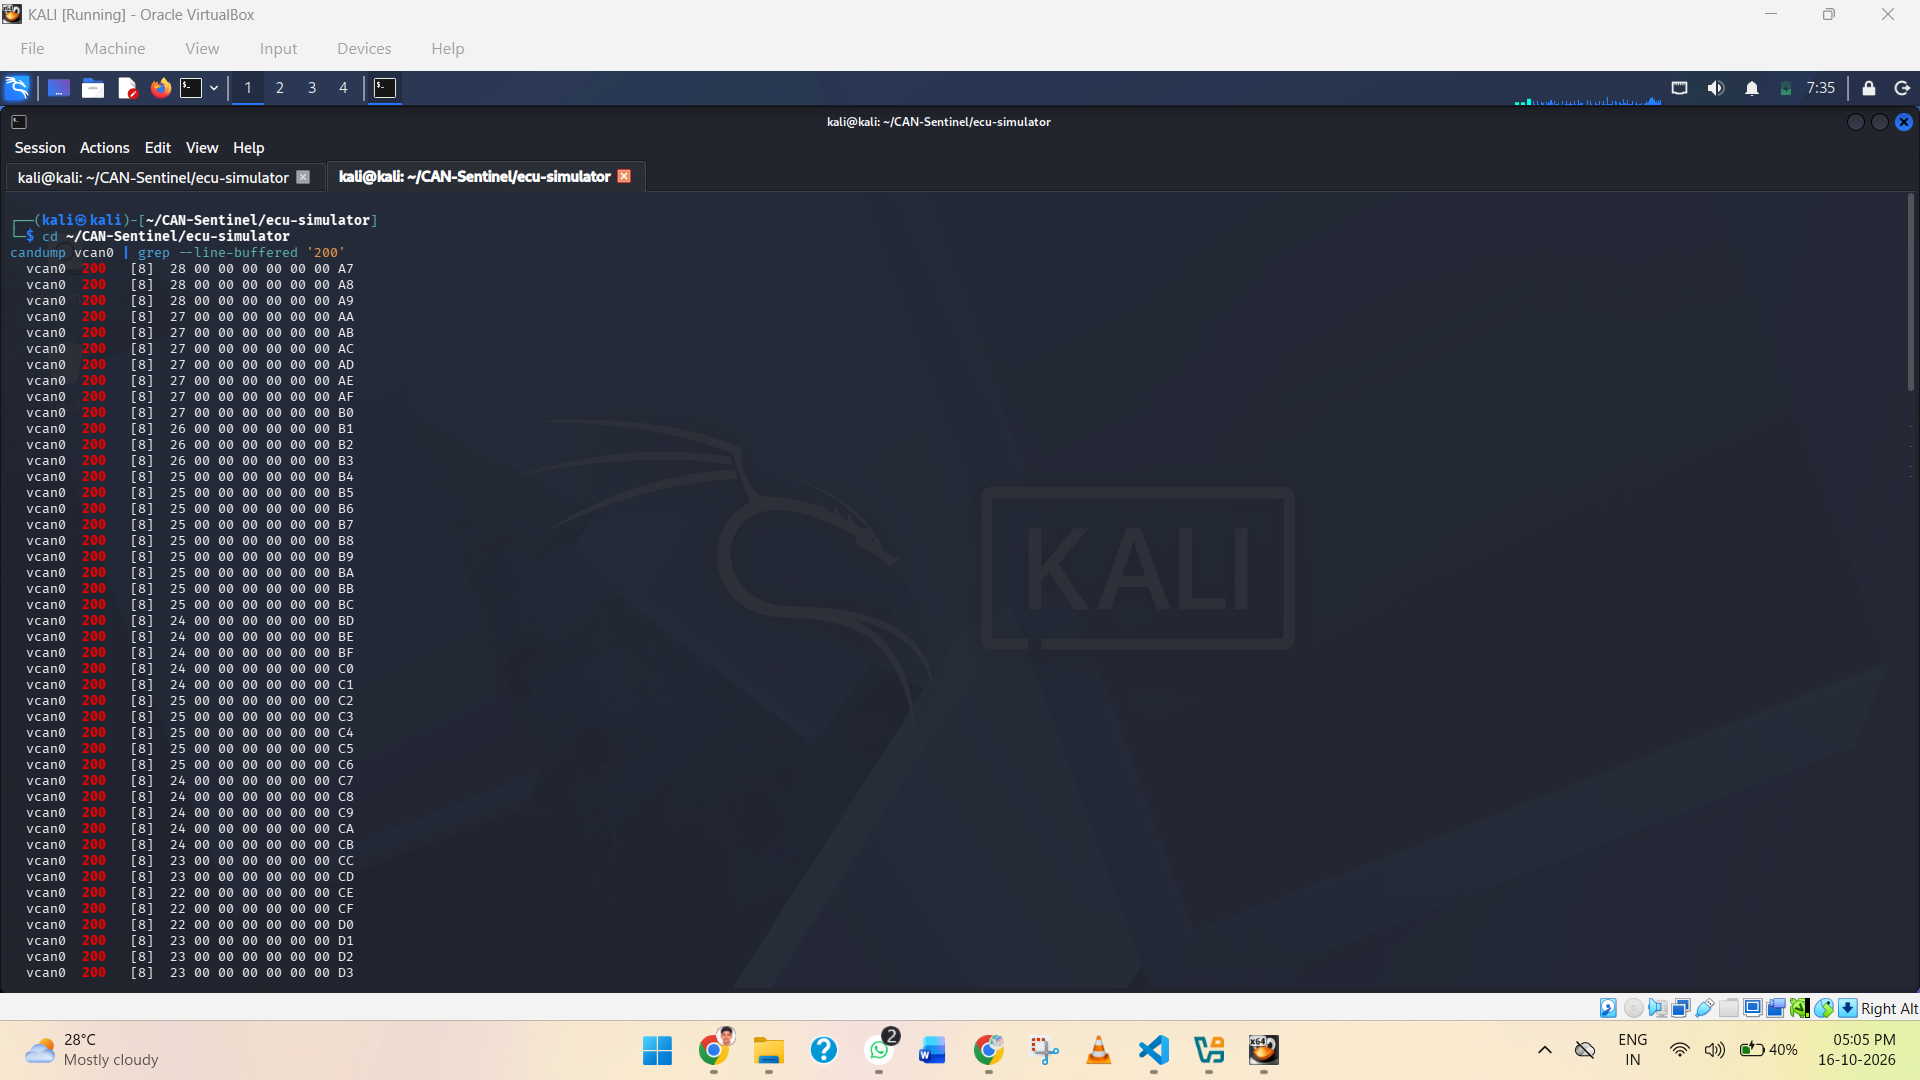 KALI [Running] - Oracle VirtualBox
File Machine View Input Devices Help
1 2 3 4
7:35
kali@kali: ~/CAN-Sentinel/ecu-simulator
Session Actions Edit View Help
kali@kali: ~/CAN-Sentinel/ecu-simulator
kali@kali: ~/CAN-Sentinel/ecu-simulator
┌──(kali㉿kali)-[~/CAN-Sentinel/ecu-simulator]
└─$ cd ~/CAN-Sentinel/ecu-simulator
candump vcan0 | grep --line-buffered '200'
vcan0 200 [8] 28 00 00 00 00 00 00 A7
vcan0 200 [8] 28 00 00 00 00 00 00 A8
vcan0 200 [8] 28 00 00 00 00 00 00 A9
vcan0 200 [8] 27 00 00 00 00 00 00 AA
vcan0 200 [8] 27 00 00 00 00 00 00 AB
vcan0 200 [8] 27 00 00 00 00 00 00 AC
vcan0 200 [8] 27 00 00 00 00 00 00 AD
vcan0 200 [8] 27 00 00 00 00 00 00 AE
vcan0 200 [8] 27 00 00 00 00 00 00 AF
vcan0 200 [8] 27 00 00 00 00 00 00 B0
vcan0 200 [8] 26 00 00 00 00 00 00 B1
vcan0 200 [8] 26 00 00 00 00 00 00 B2
vcan0 200 [8] 26 00 00 00 00 00 00 B3
vcan0 200 [8] 25 00 00 00 00 00 00 B4
vcan0 200 [8] 25 00 00 00 00 00 00 B5
vcan0 200 [8] 25 00 00 00 00 00 00 B6
vcan0 200 [8] 25 00 00 00 00 00 00 B7
vcan0 200 [8] 25 00 00 00 00 00 00 B8
vcan0 200 [8] 25 00 00 00 00 00 00 B9
vcan0 200 [8] 25 00 00 00 00 00 00 BA
vcan0 200 [8] 25 00 00 00 00 00 00 BB
vcan0 200 [8] 25 00 00 00 00 00 00 BC
vcan0 200 [8] 24 00 00 00 00 00 00 BD
vcan0 200 [8] 24 00 00 00 00 00 00 BE
vcan0 200 [8] 24 00 00 00 00 00 00 BF
vcan0 200 [8] 24 00 00 00 00 00 00 C0
vcan0 200 [8] 24 00 00 00 00 00 00 C1
vcan0 200 [8] 25 00 00 00 00 00 00 C2
vcan0 200 [8] 25 00 00 00 00 00 00 C3
vcan0 200 [8] 25 00 00 00 00 00 00 C4
vcan0 200 [8] 25 00 00 00 00 00 00 C5
vcan0 200 [8] 25 00 00 00 00 00 00 C6
vcan0 200 [8] 24 00 00 00 00 00 00 C7
vcan0 200 [8] 24 00 00 00 00 00 00 C8
vcan0 200 [8] 24 00 00 00 00 00 00 C9
vcan0 200 [8] 24 00 00 00 00 00 00 CA
vcan0 200 [8] 24 00 00 00 00 00 00 CB
vcan0 200 [8] 23 00 00 00 00 00 00 CC
vcan0 200 [8] 23 00 00 00 00 00 00 CD
vcan0 200 [8] 22 00 00 00 00 00 00 CE
vcan0 200 [8] 22 00 00 00 00 00 00 CF
vcan0 200 [8] 22 00 00 00 00 00 00 D0
vcan0 200 [8] 23 00 00 00 00 00 00 D1
vcan0 200 [8] 23 00 00 00 00 00 00 D2
vcan0 200 [8] 23 00 00 00 00 00 00 D3
KALI
Right Alt
28°C
Mostly cloudy
2
ENG
IN
40%
05:05 PM
16-10-2026